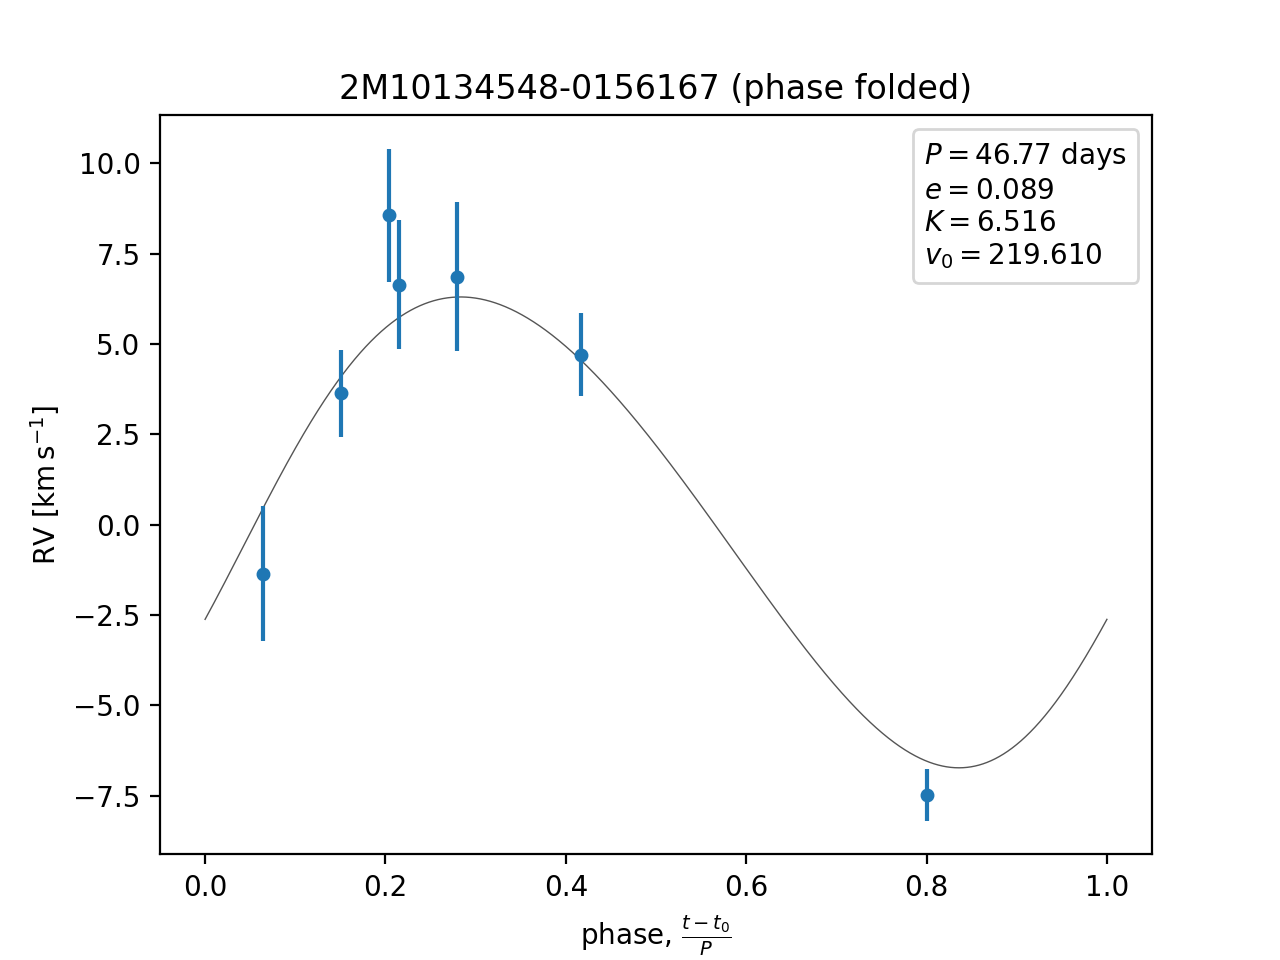 2M10134548-0156167 (phase folded)
P = 46.77 days
e = 0.089
K = 6.516
v₀ = 219.610
RV [km s⁻¹]
10.0
7.5
5.0
2.5
0.0
−2.5
−5.0
−7.5
0.0 0.2 0.4 0.6 0.8 1.0
phase, (t − t₀)/P